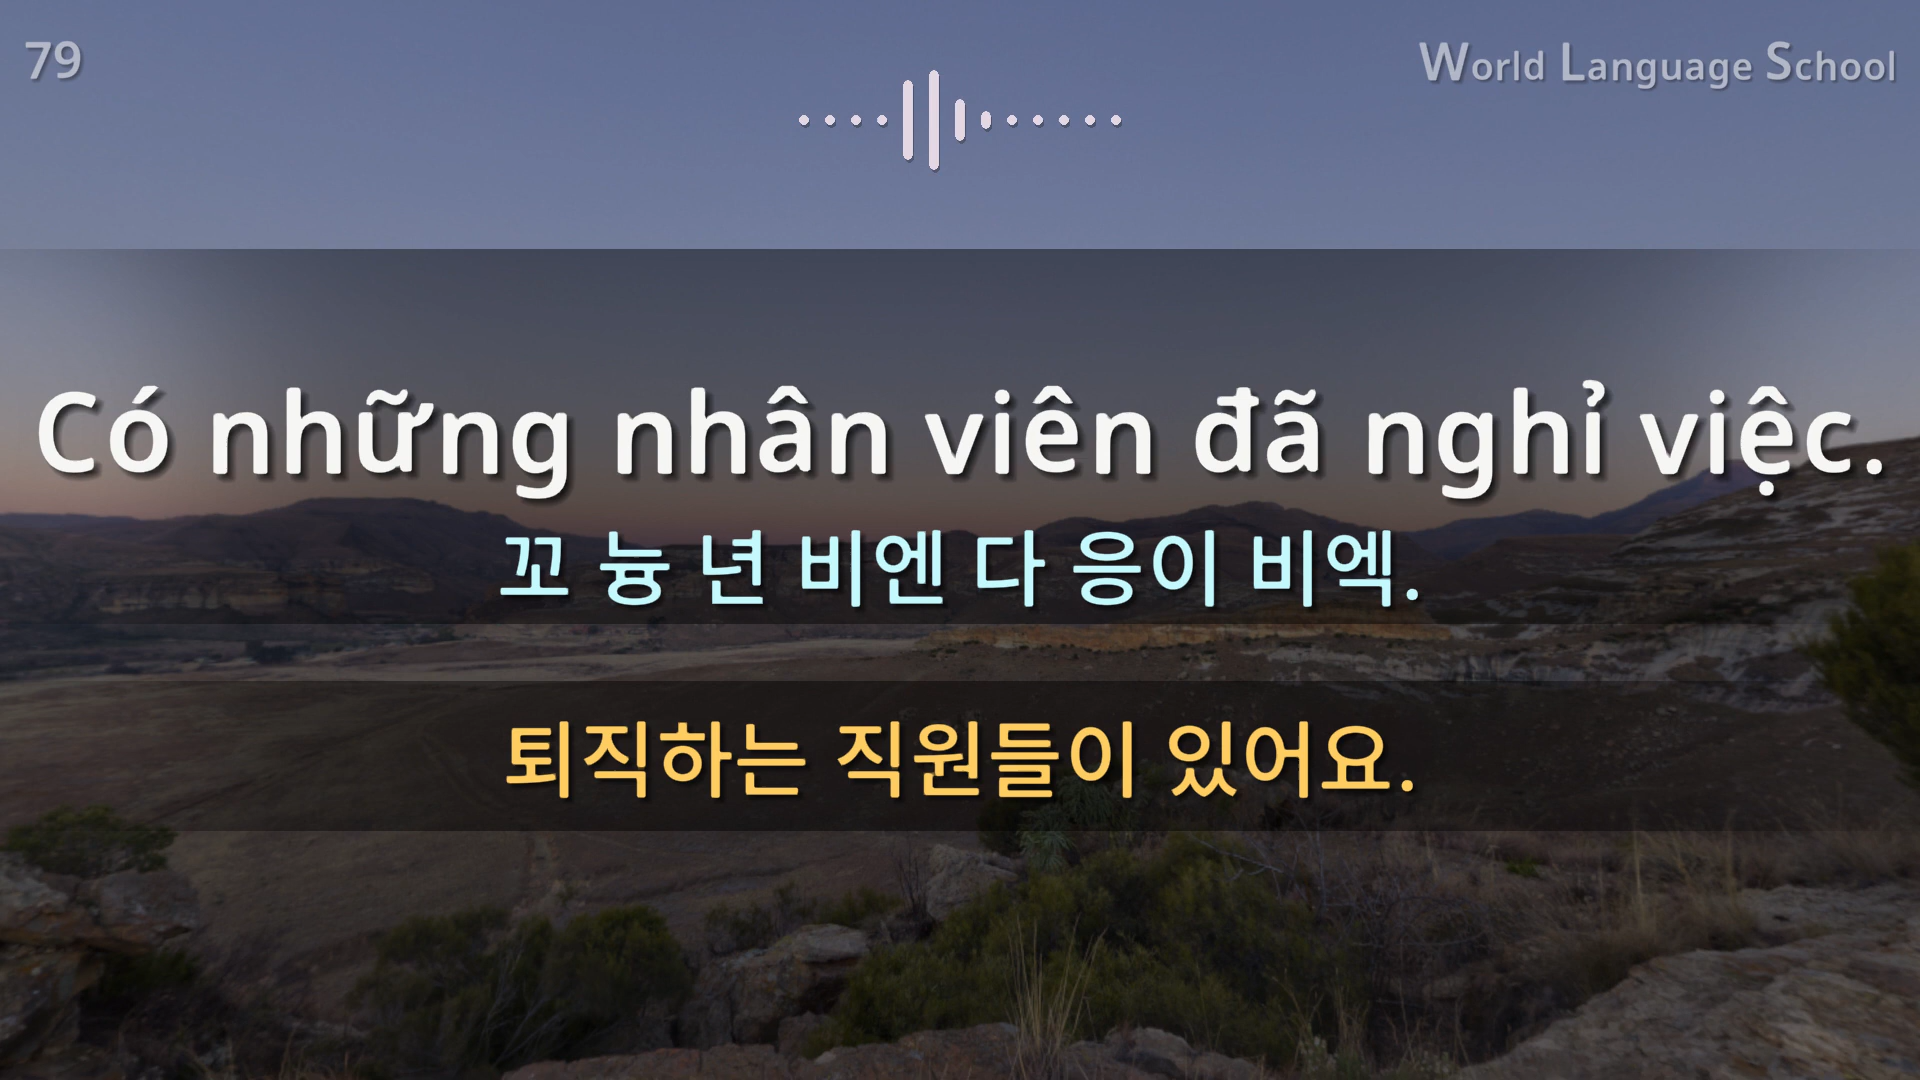 79
World Language School
Có những nhân viên đã nghỉ việc.
꼬 늉 년 비엔 다 응이 비엑.
퇴직하는 직원들이 있어요.